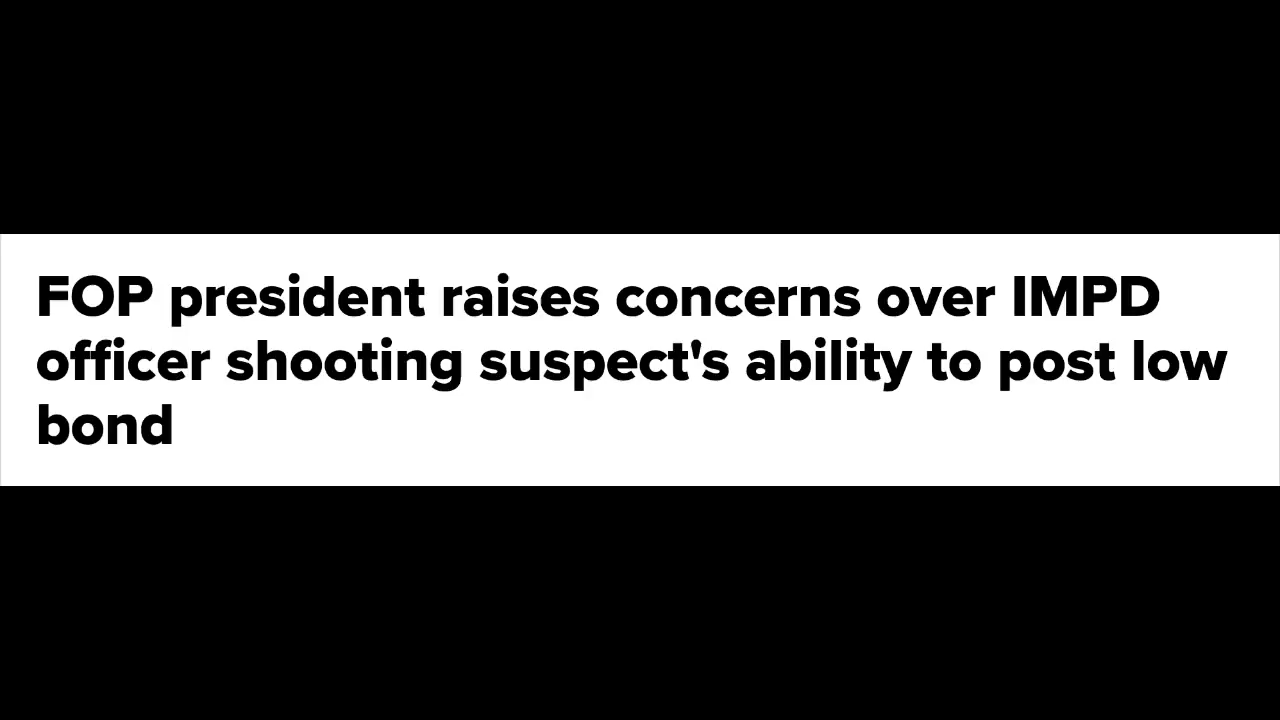 FOP president raises concerns over IMPD
officer shooting suspect's ability to post low
bond